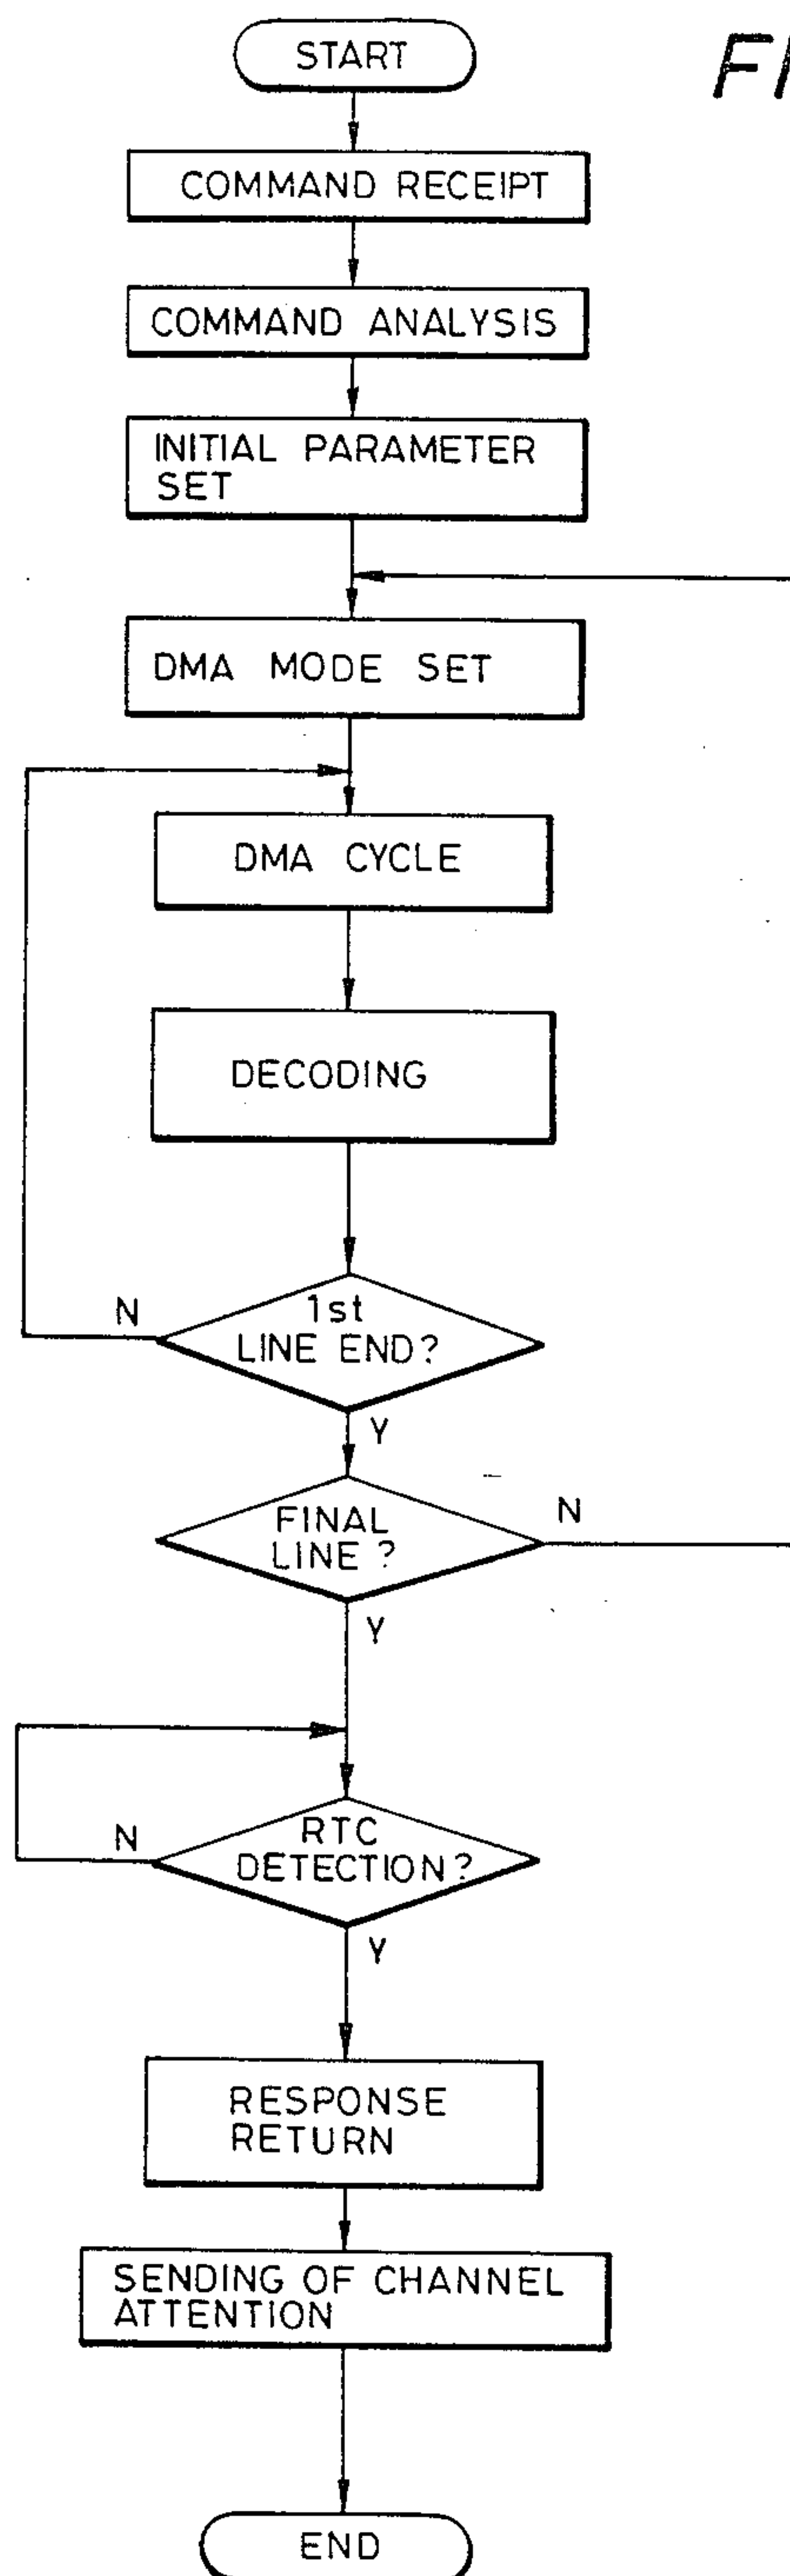 START
COMMAND RECEIPT
COMMAND ANALYSIS
INITIAL PARAMETER
SET
DMA MODE SET
DMA CYCLE
DECODING
N
1st
LINE END?
Y
N
FINAL
LINE ?
Y
N
RTC
DETECTION?
Y
RESPONSE
RETURN
SENDING OF CHANNEL
ATTENTION
END